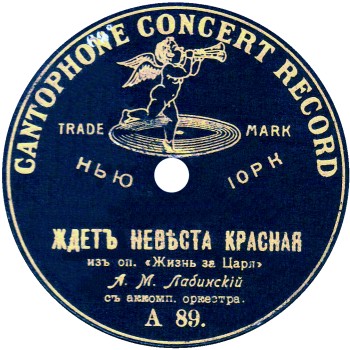 CANTOPHONE CONCERT RECORD
TRADE MARK
НЬЮ ІОРК
ЖДЕТЪ НЕВѢСТА КРАСНАЯ
изъ оп. «Жизнь за Царя»
А. М. Лабинскій
съ аккомп. оркестра.
А 89.